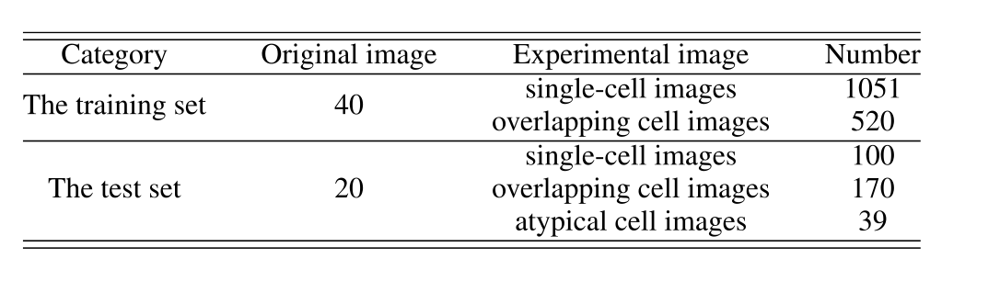 Category Original image Experimental image Number
The training set 40 single-cell images 1051
overlapping cell images 520
The test set 20 single-cell images 100
overlapping cell images 170
atypical cell images 39